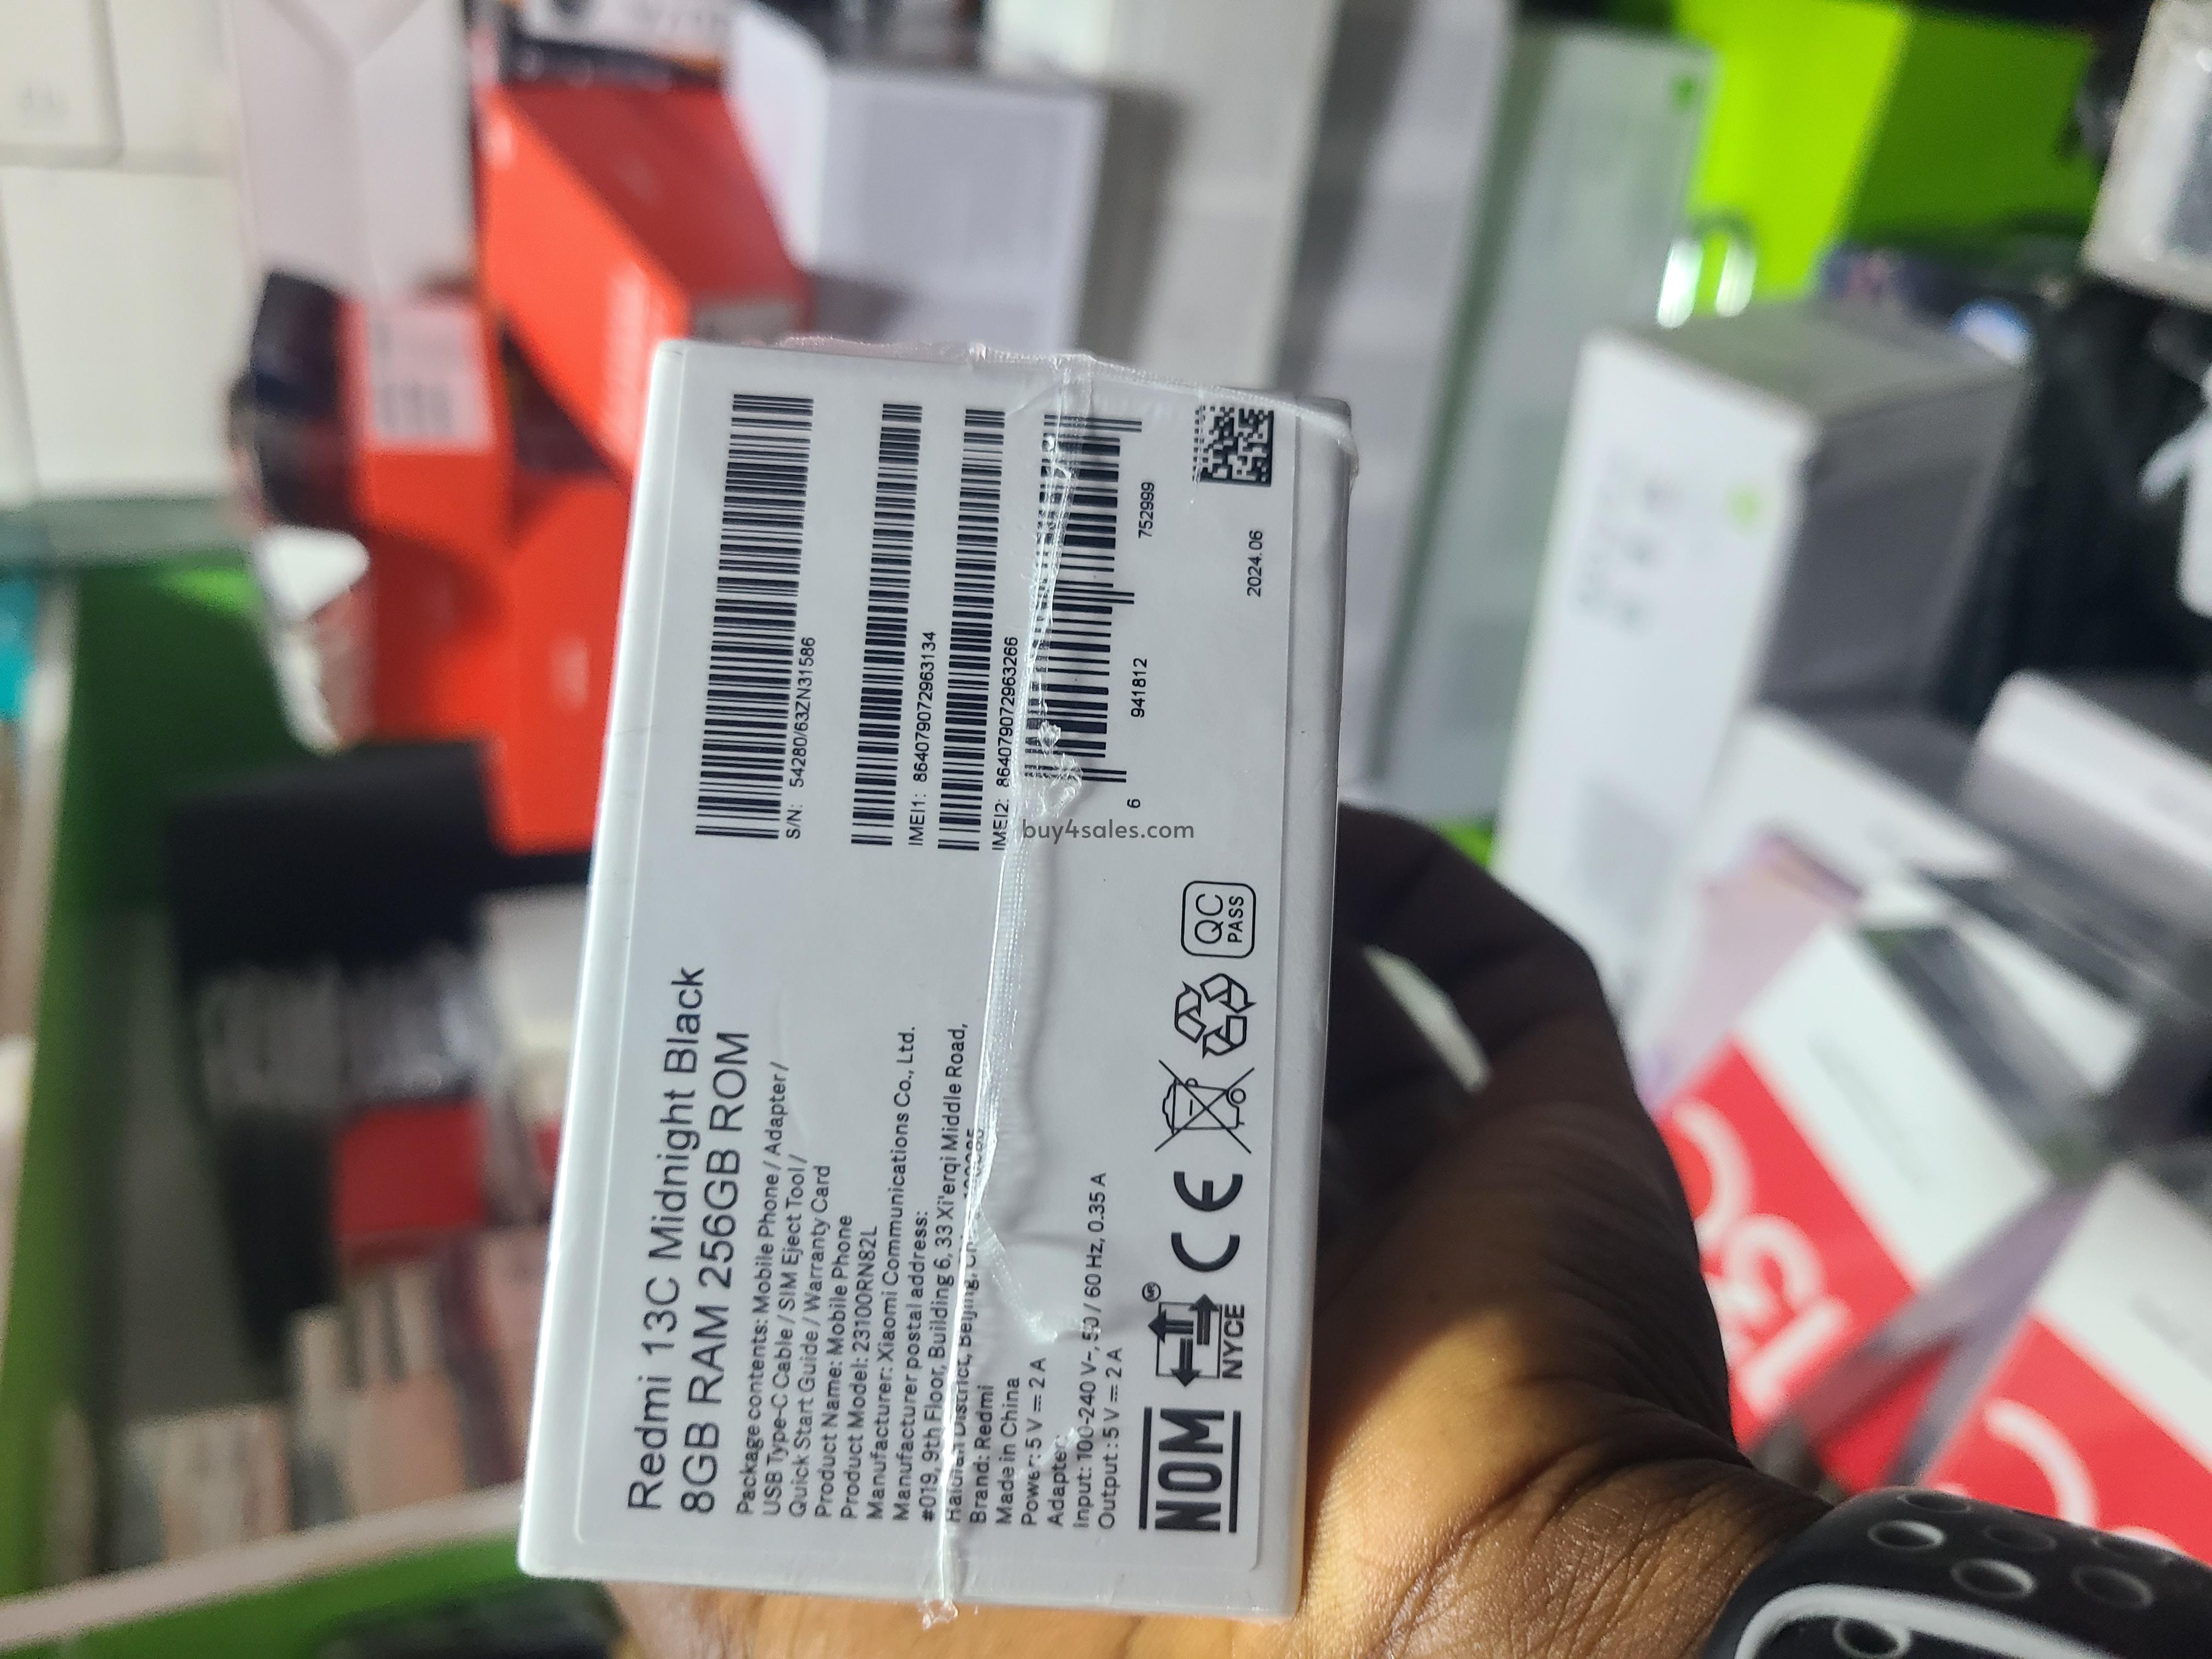 Redmi 13C Midnight Black
8GB RAM 256GB ROM
Package contents: Mobile Phone / Adapter /
USB Type-C Cable / SIM Eject Tool /
Quick Start Guide / Warranty Card
Product Name: Mobile Phone
Product Model: 23100RN82L
Manufacturer: Xiaomi Communications Co., Ltd.
Manufacturer postal address:
#019, 9th Floor, Building 6, 33 Xi'erqi Middle Road,
Haidian District, Beijing,
Brand: Redmi
Made in China
Power: 5 V ⎓ 2 A
Adapter
Input: 100-240 V~, 50 / 60 Hz, 0.35 A
Output: 5 V ⎓ 2 A
NOM
NYCE
CE
QC
PASS
S/N: 54280/63ZN31586
IMEI1: 864079072963134
IMEI2: 864079072963266
6 941812 752999
2024.06
buy4sales.com